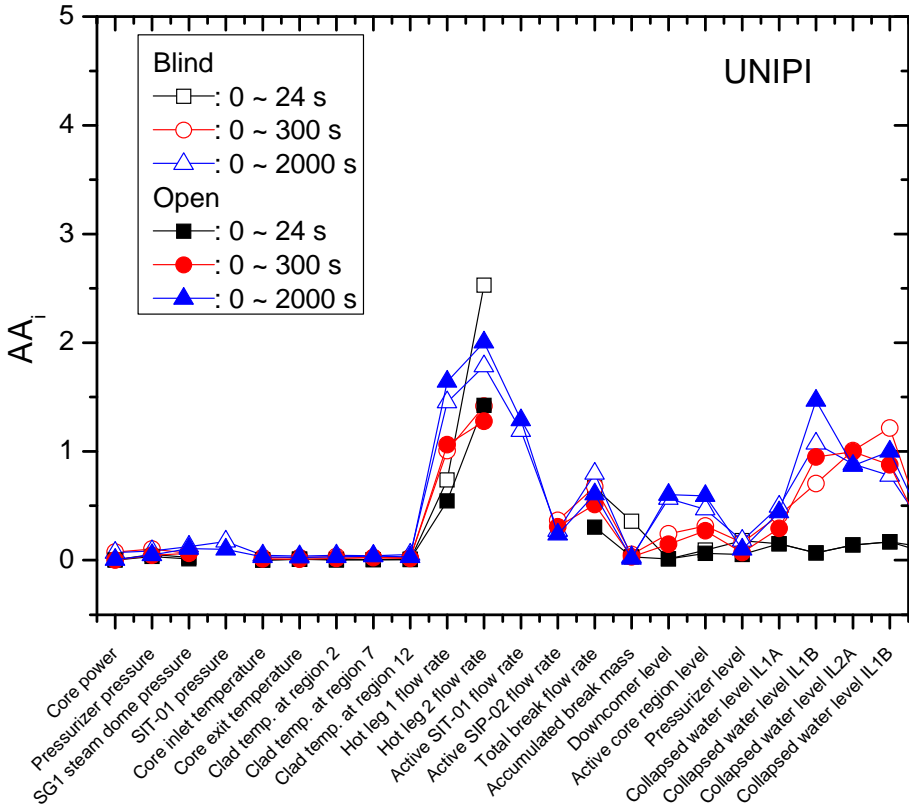 5
4
3
2
1
0
AA_i
UNIPI
Blind
: 0 ~ 24 s
: 0 ~ 300 s
: 0 ~ 2000 s
Open
: 0 ~ 24 s
: 0 ~ 300 s
: 0 ~ 2000 s
Core power
Pressurizer pressure
SG1 steam dome pressure
SIT-01 pressure
Core inlet temperature
Core exit temperature
Clad temp. at region 2
Clad temp. at region 7
Clad temp. at region 12
Hot leg 1 flow rate
Hot leg 2 flow rate
Active SIT-01 flow rate
Active SIP-02 flow rate
Total break flow rate
Accumulated break mass
Downcomer level
Active core region level
Pressurizer level
Collapsed water level IL1A
Collapsed water level IL1B
Collapsed water level IL2A
Collapsed water level IL1B